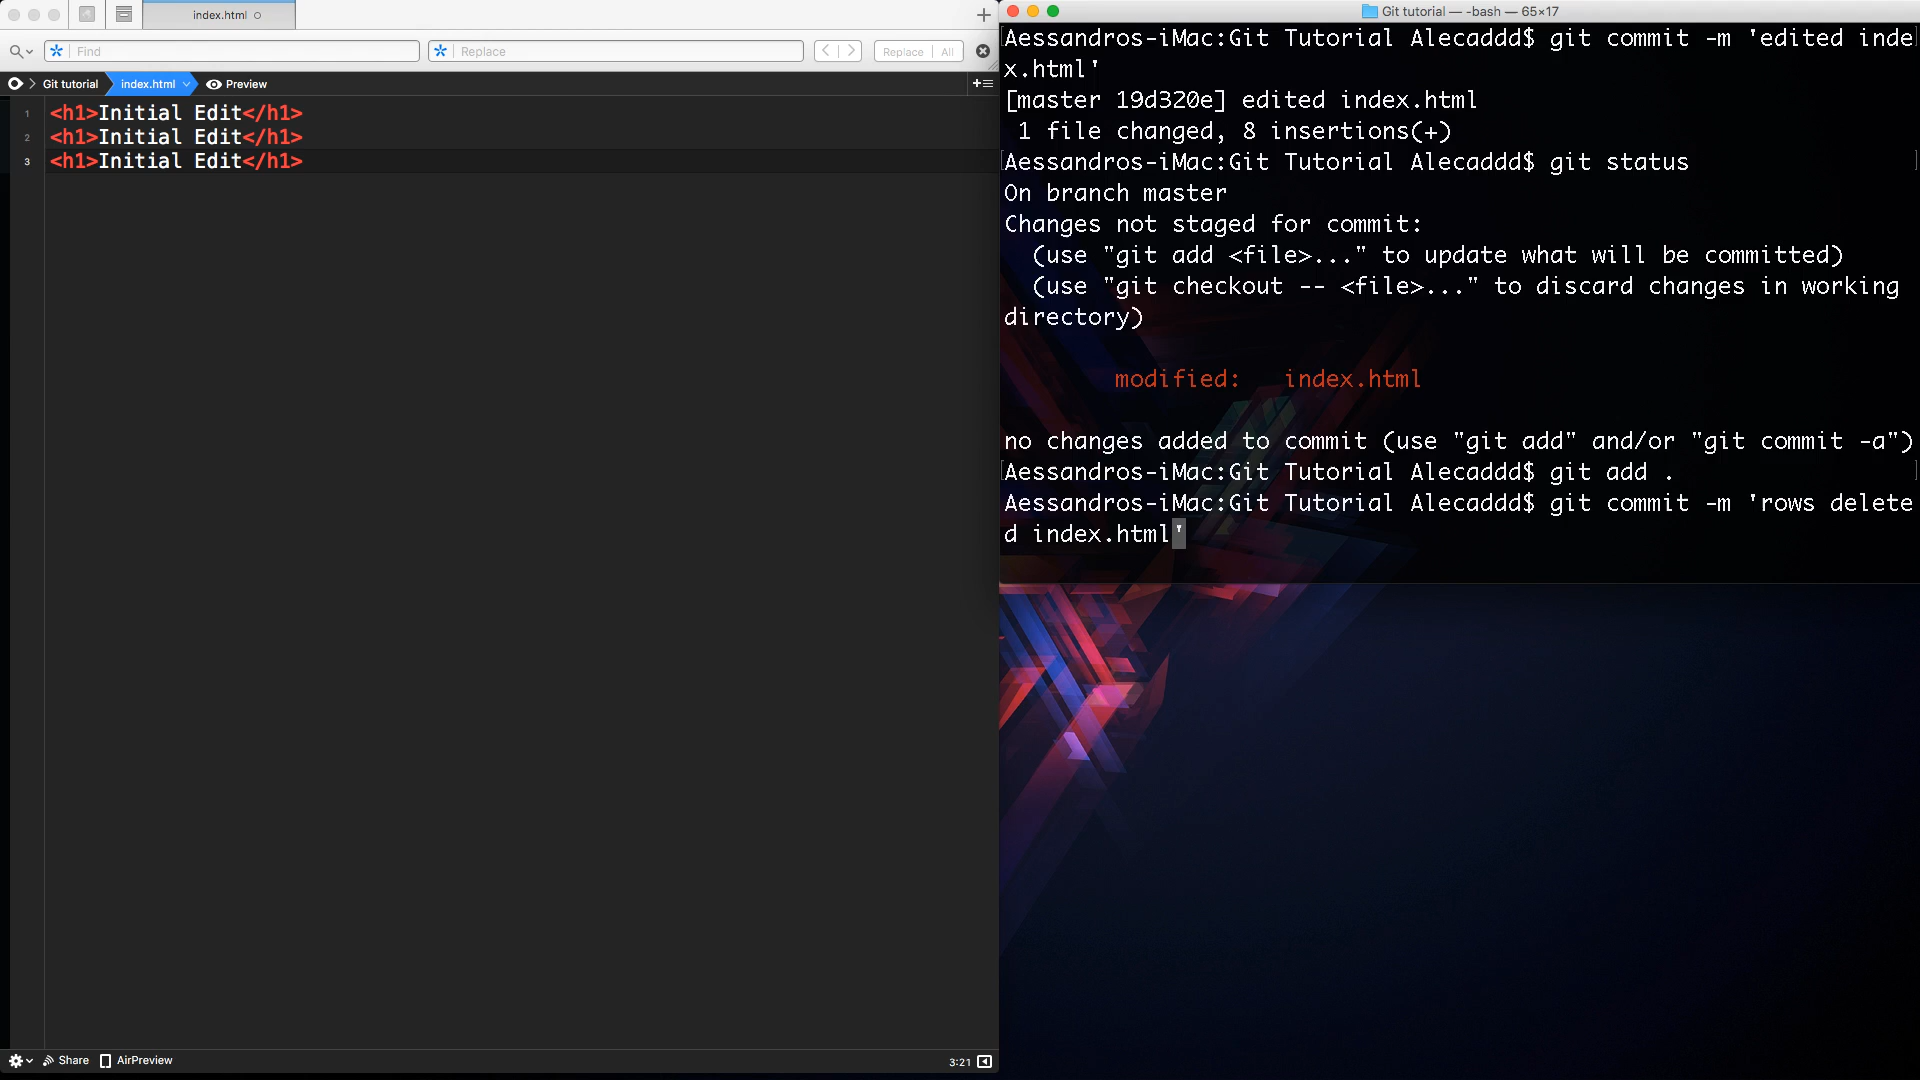 index.html
Find
Replace
Replace All
Git tutorial index.html Preview
1 <h1>Initial Edit</h1>
2 <h1>Initial Edit</h1>
3 <h1>Initial Edit</h1>
Share AirPreview
3:21
Git tutorial — -bash — 65×17
Aessandros-iMac:Git Tutorial Alecaddd$ git commit -m 'edited inde
x.html'
[master 19d320e] edited index.html
1 file changed, 8 insertions(+)
Aessandros-iMac:Git Tutorial Alecaddd$ git status
On branch master
Changes not staged for commit:
(use "git add <file>..." to update what will be committed)
(use "git checkout -- <file>..." to discard changes in working
directory)
modified: index.html
no changes added to commit (use "git add" and/or "git commit -a")
Aessandros-iMac:Git Tutorial Alecaddd$ git add .
Aessandros-iMac:Git Tutorial Alecaddd$ git commit -m 'rows delete
d index.html'